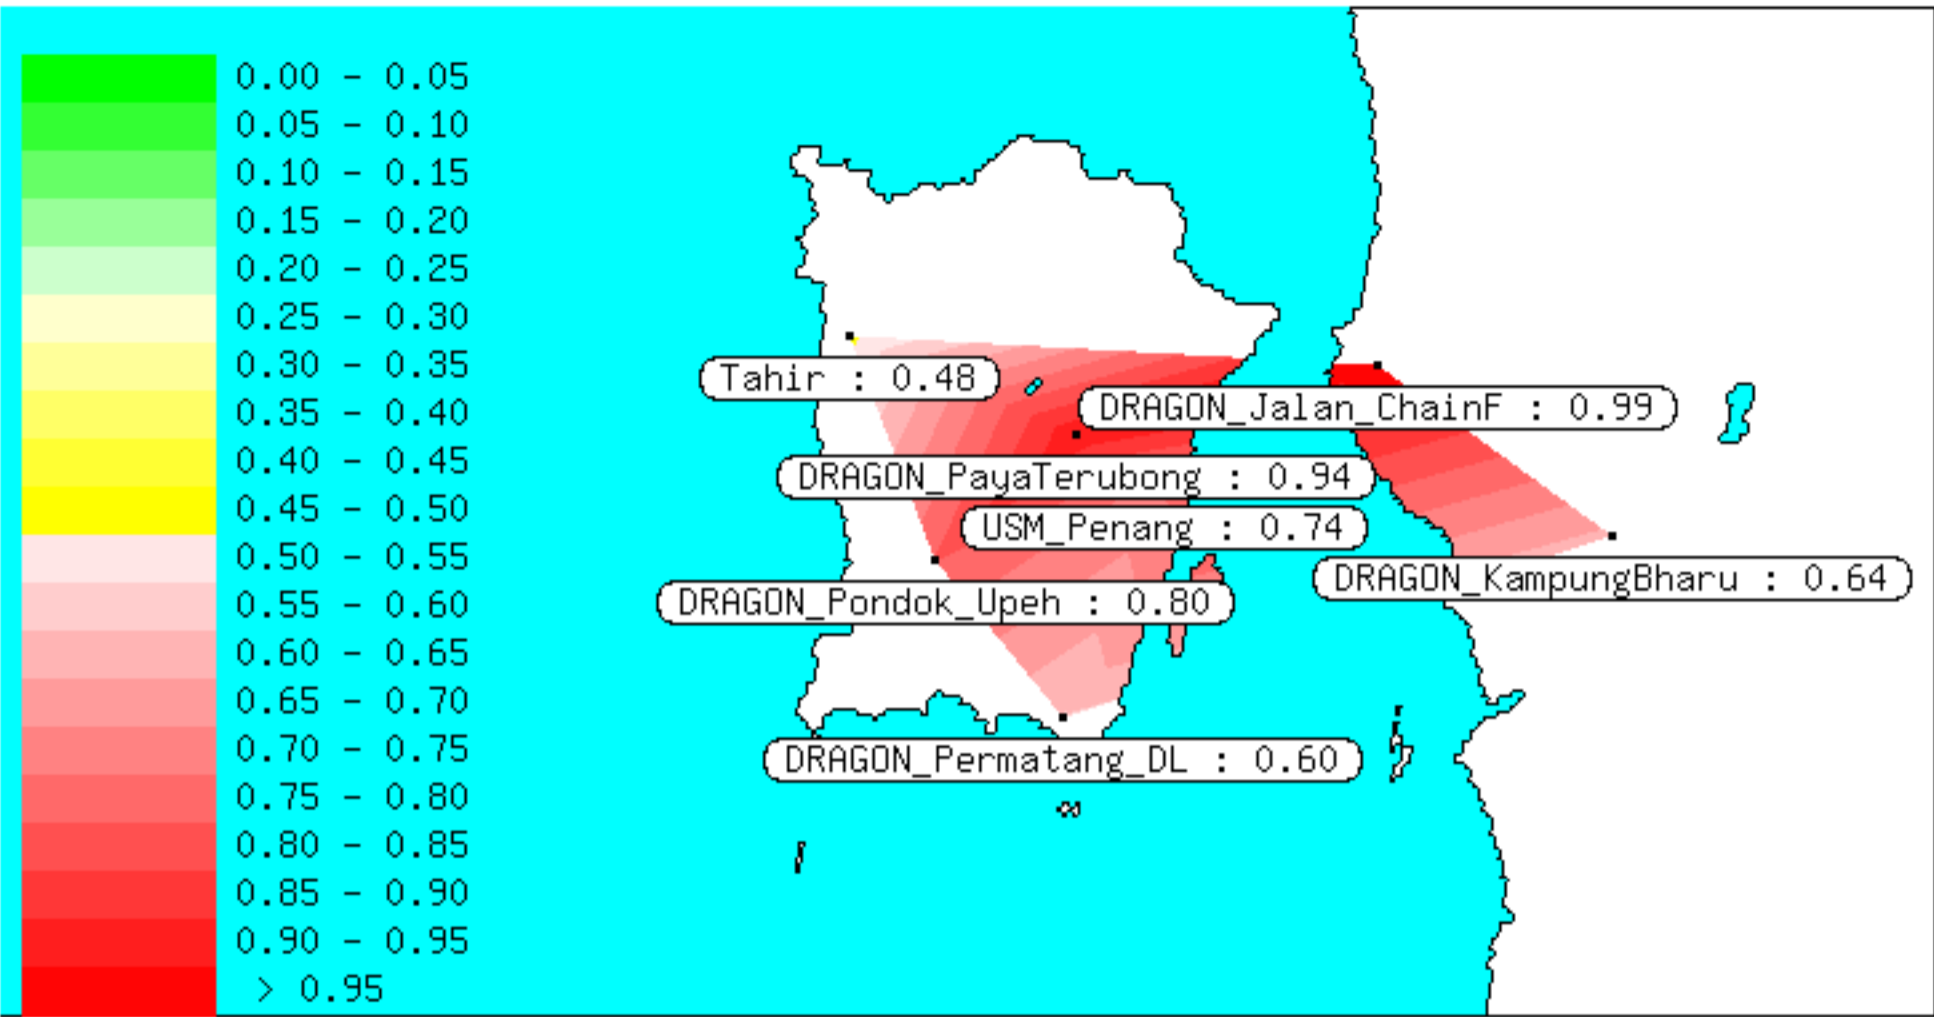 0.00 - 0.05
0.05 - 0.10
0.10 - 0.15
0.15 - 0.20
0.20 - 0.25
0.25 - 0.30
0.30 - 0.35
0.35 - 0.40
0.40 - 0.45
0.45 - 0.50
0.50 - 0.55
0.55 - 0.60
0.60 - 0.65
0.65 - 0.70
0.70 - 0.75
0.75 - 0.80
0.80 - 0.85
0.85 - 0.90
0.90 - 0.95
> 0.95
Tahir : 0.48
DRAGON_Jalan_ChainF : 0.99
DRAGON_PayaTerubong : 0.94
USM_Penang : 0.74
DRAGON_KampungBharu : 0.64
DRAGON_Pondok_Upeh : 0.80
DRAGON_Permatang_DL : 0.60